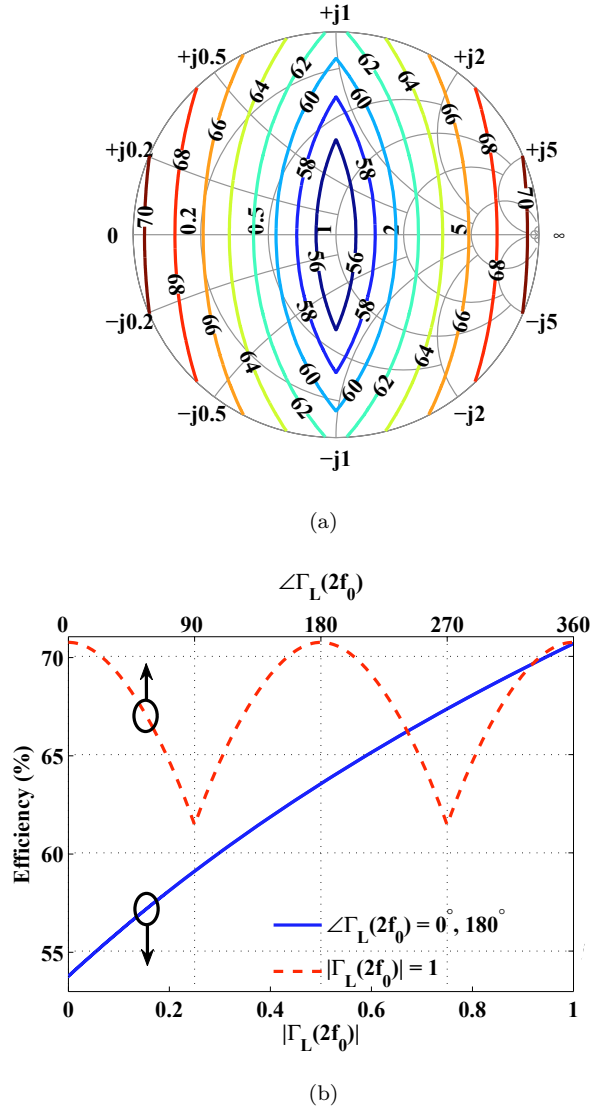 +j1
+j0.5 +j2
62 62
64 60 60 64
66 66
+j0.2 68 58 58 68 +j5
70 70
0 0.2 0.5 1 2 5 ∞
56 56
68 68
-j0.2 58 58 -j5
66 66
64 60 60 64
62 62
-j0.5 -j2
-j1
(a)
∠Γ_L(2f_0)
0 90 180 270 360
70
65
60
55
Efficiency (%)
∠Γ_L(2f_0) = 0°, 180°
|Γ_L(2f_0)| = 1
0 0.2 0.4 0.6 0.8 1
|Γ_L(2f_0)|
(b)